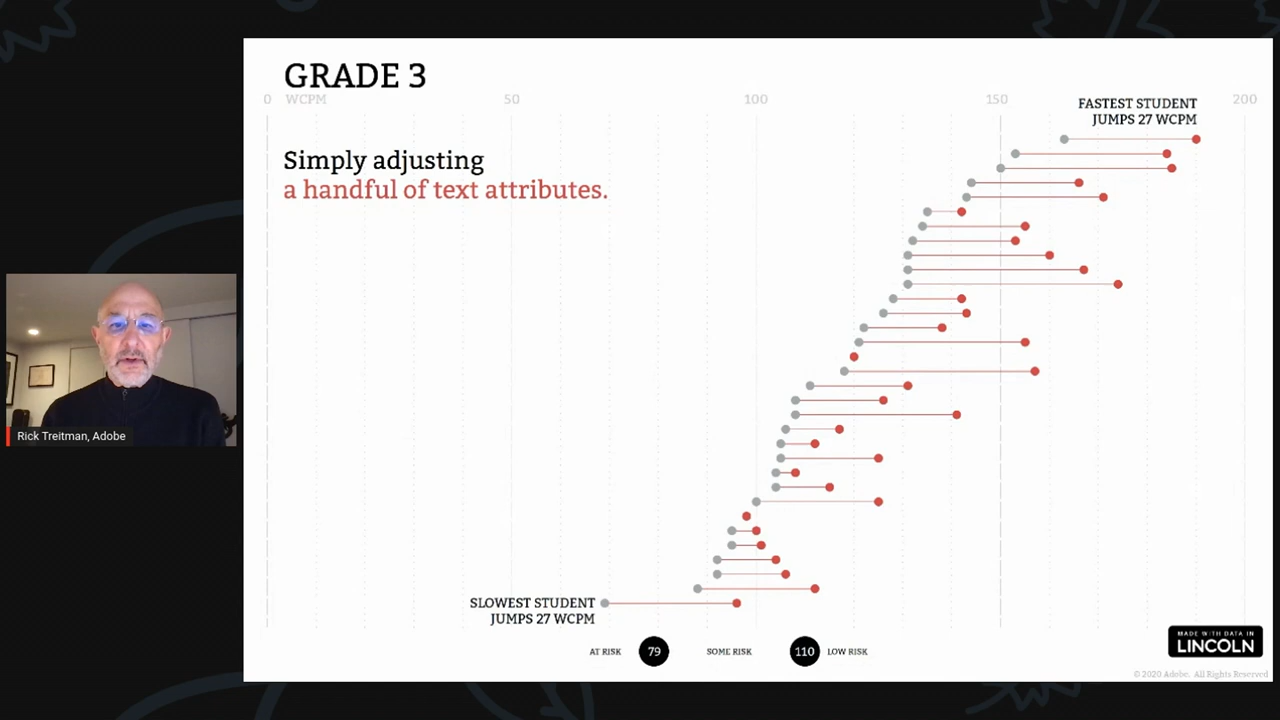 GRADE 3
0 WCPM 50 100 150 200
FASTEST STUDENT
JUMPS 27 WCPM
Simply adjusting
a handful of text attributes.
Rick Treitman, Adobe
SLOWEST STUDENT
JUMPS 27 WCPM
AT RISK 79 SOME RISK 110 LOW RISK
MADE WITH DATA IN
LINCOLN
© 2020 Adobe. All Rights Reserved